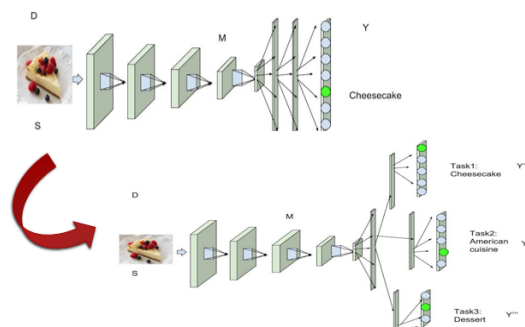 D
M
Y
Cheesecake
S
Task1:
Cheesecake
D
M
Task2:
American
cuisine
S
Task3:
Dessert